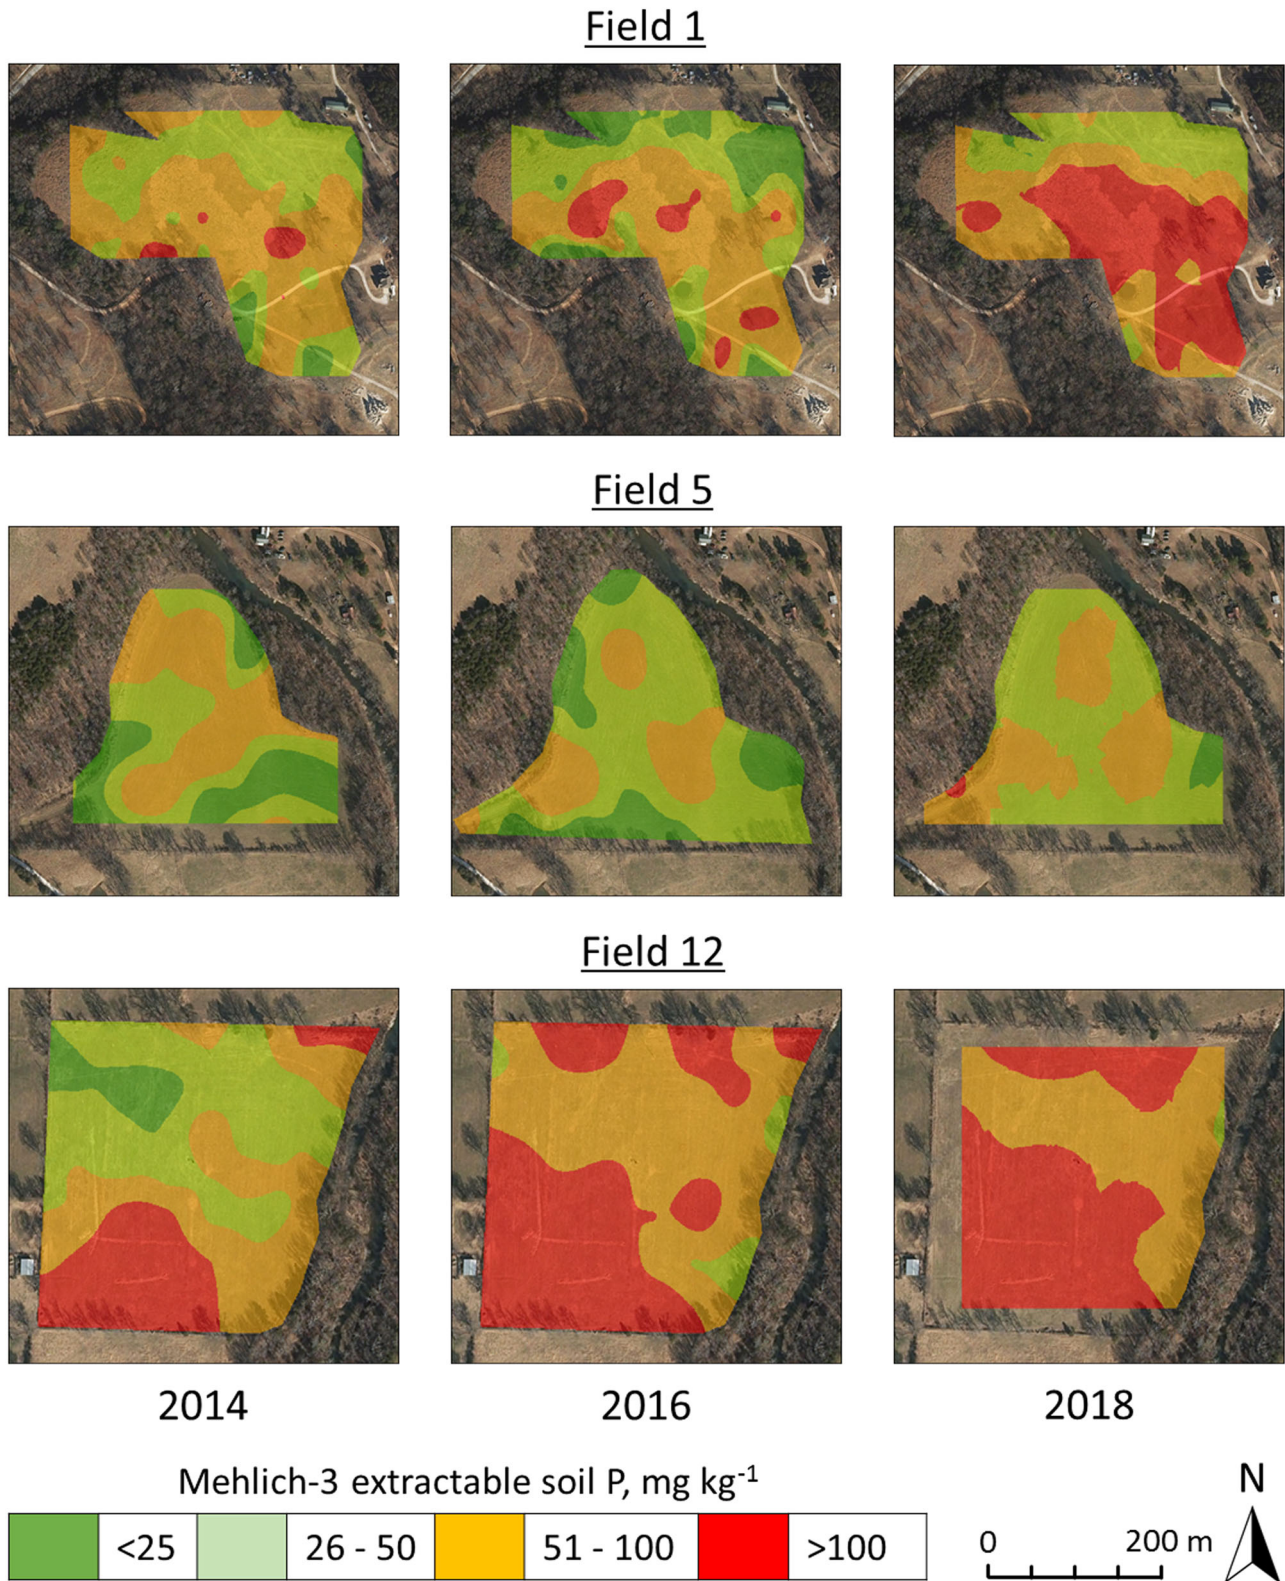 Field 1
Field 5
Field 12
2014 2016 2018
Mehlich-3 extractable soil P, mg kg-1
N
<25 26 - 50 51 - 100 >100
0 200 m